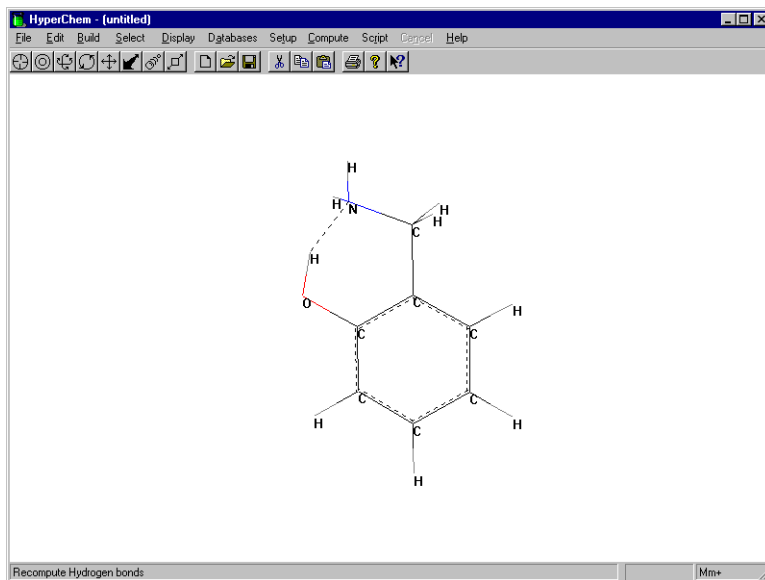 HyperChem - (untitled)
File Edit Build Select Display Databases Setup Compute Script Cancel Help
H
H N
H
H
C
H
O
C
H
C
C
C
C
H
C
H
H
Recompute Hydrogen bonds
Mm+